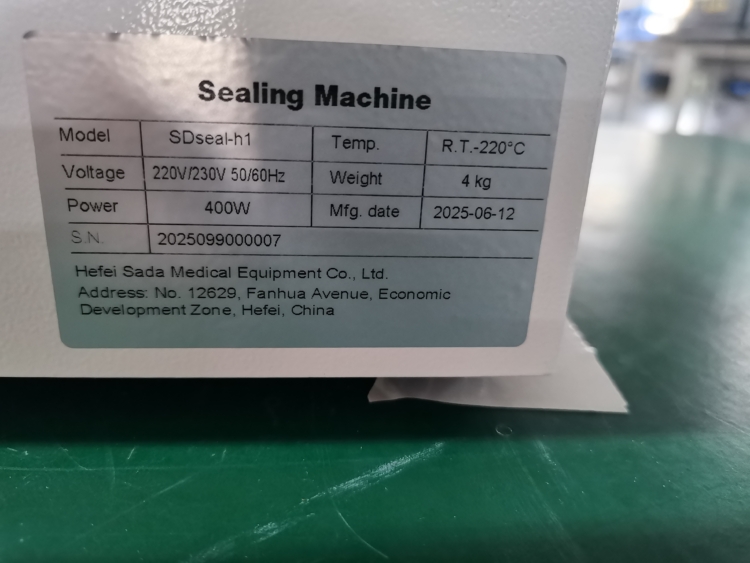 Sealing Machine
Model SDseal-h1 Temp. R.T.-220°C
Voltage 220V/230V 50/60Hz Weight 4 kg
Power 400W Mfg. date 2025-06-12
S.N. 2025099000007
Hefei Sada Medical Equipment Co., Ltd.
Address: No. 12629, Fanhua Avenue, Economic
Development Zone, Hefei, China